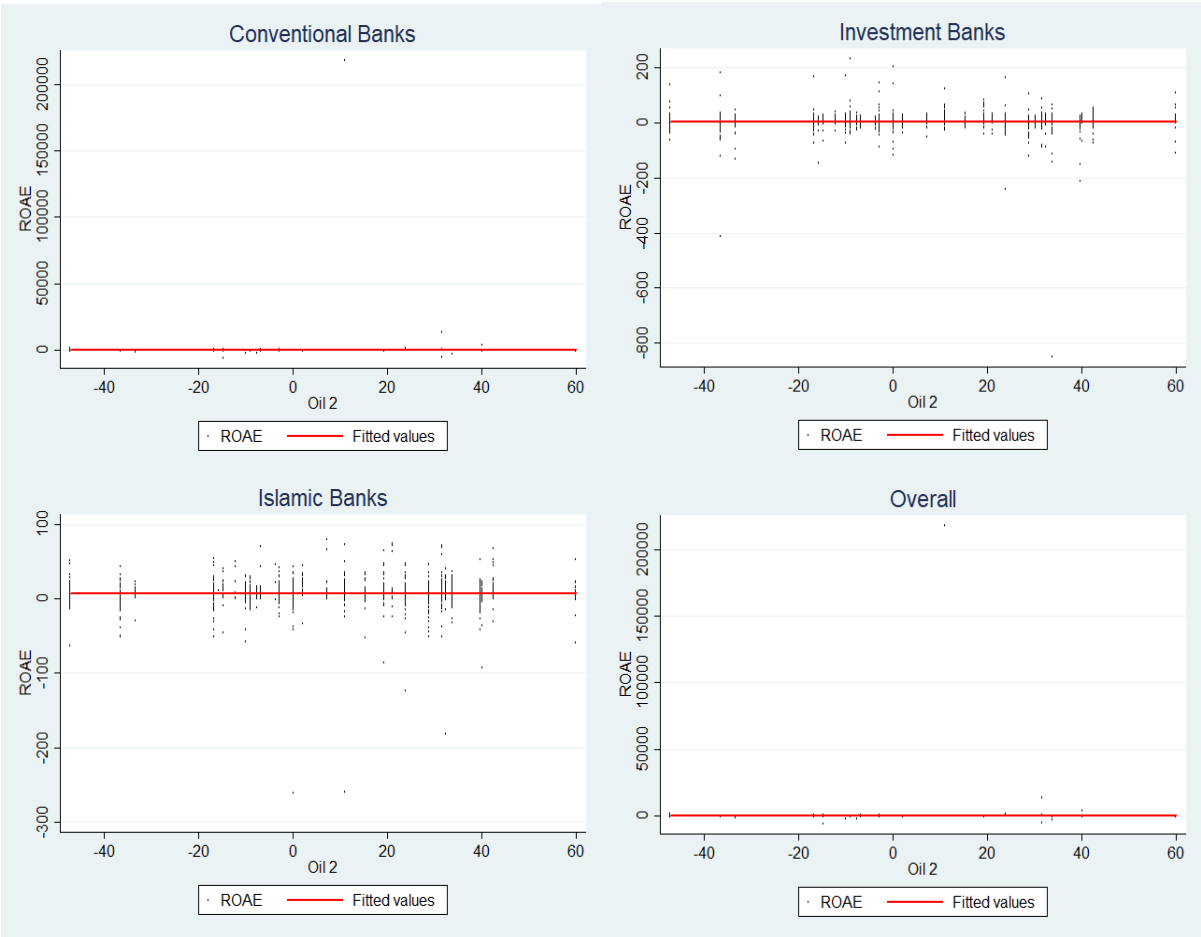 Conventional Banks
200000
150000
100000
50000
0
ROAE
-40 -20 0 20 40 60
Oil 2
ROAE Fitted values
Investment Banks
200
0
-200
-400
-600
-800
ROAE
-40 -20 0 20 40 60
Oil 2
ROAE Fitted values
Islamic Banks
100
0
-100
-200
-300
ROAE
-40 -20 0 20 40 60
Oil 2
ROAE Fitted values
Overall
200000
150000
100000
50000
0
ROAE
-40 -20 0 20 40 60
Oil 2
ROAE Fitted values